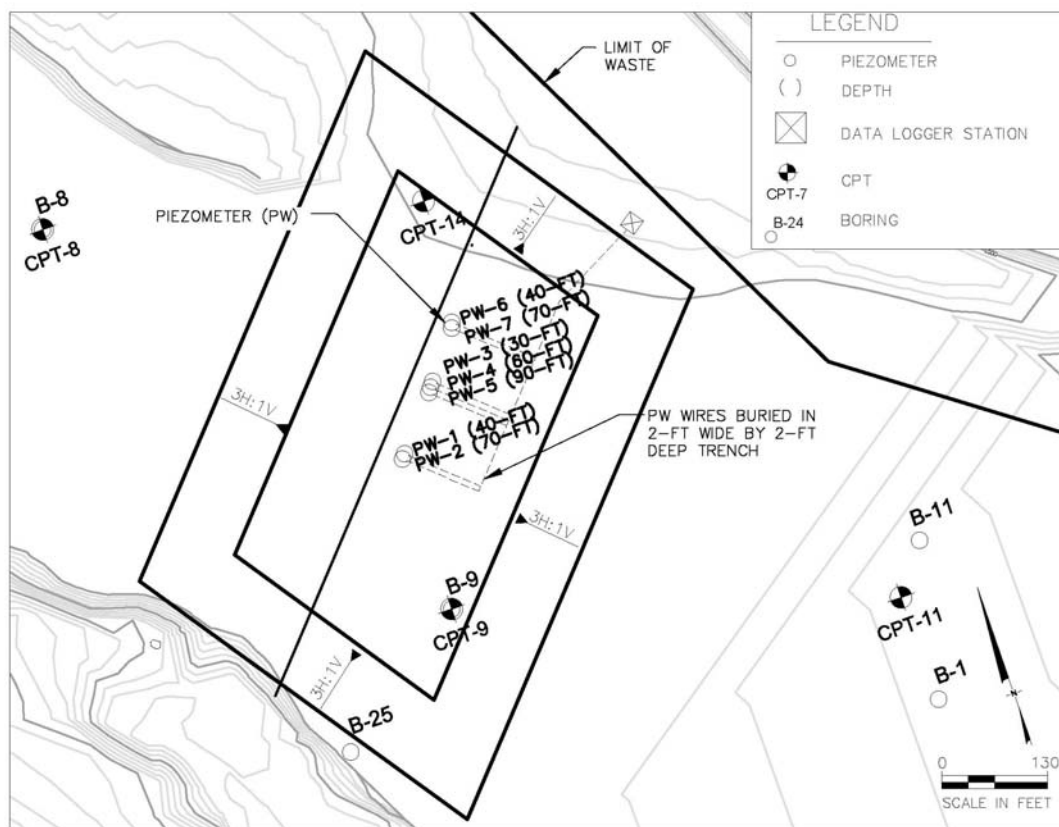 LEGEND
PIEZOMETER
( ) DEPTH
DATA LOGGER STATION
CPT-7 CPT
B-24 BORING
LIMIT OF
WASTE
B-8
CPT-8
PIEZOMETER (PW)
CPT-14
3H:1V
PW-6 (40-FT)
PW-7 (70-FT)
PW-3 (30-FT)
PW-4 (60-FT)
PW-5 (90-FT)
3H:1V
PW-1 (40-FT)
PW-2 (70-FT)
PW WIRES BURIED IN
2-FT WIDE BY 2-FT
DEEP TRENCH
3H:1V
B-11
B-9
CPT-9
CPT-11
3H:1V
B-25
B-1
N
0 130
SCALE IN FEET